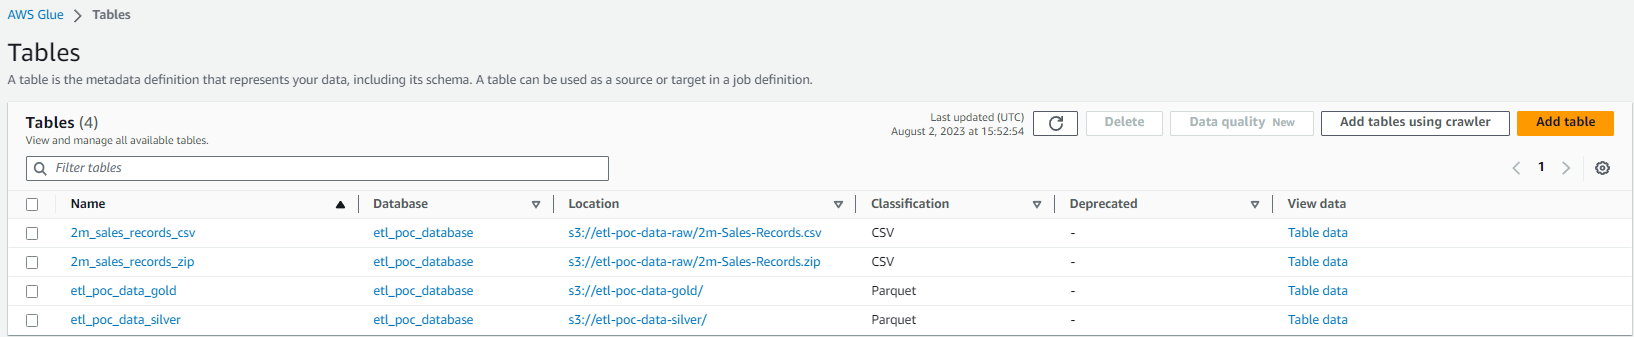 AWS Glue > Tables
Tables
A table is the metadata definition that represents your data, including its schema. A table can be used as a source or target in a job definition.
Tables (4)
View and manage all available tables.
Last updated (UTC)
August 2, 2023 at 15:52:54
Delete
Data quality New
Add tables using crawler
Add table
Filter tables
1
Name Database Location Classification Deprecated View data
2m_sales_records_csv etl_poc_database s3://etl-poc-data-raw/2m-Sales-Records.csv CSV - Table data
2m_sales_records_zip etl_poc_database s3://etl-poc-data-raw/2m-Sales-Records.zip CSV - Table data
etl_poc_data_gold etl_poc_database s3://etl-poc-data-gold/ Parquet - Table data
etl_poc_data_silver etl_poc_database s3://etl-poc-data-silver/ Parquet - Table data